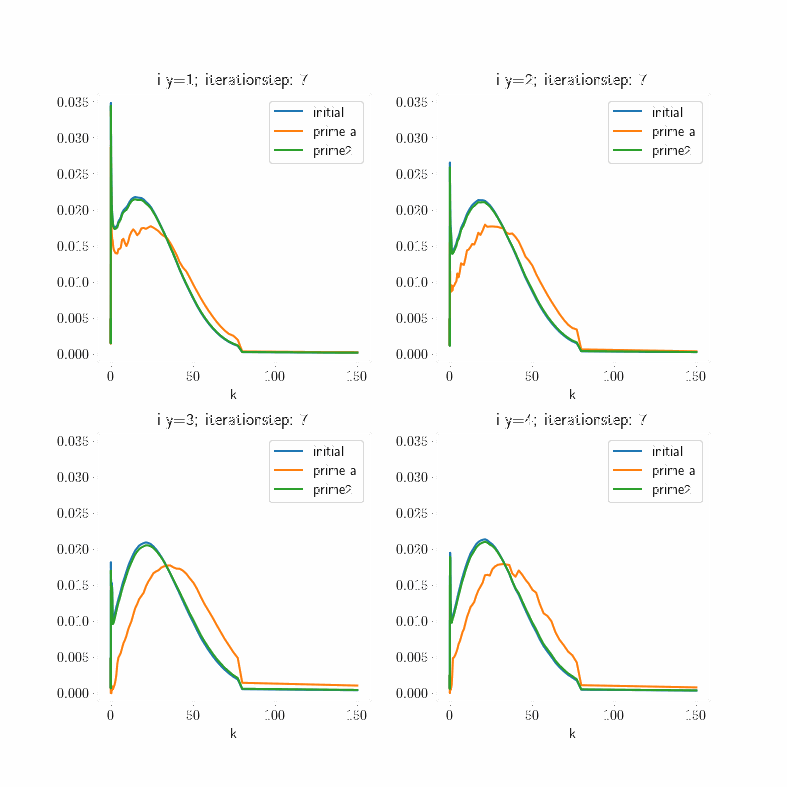 i y=1; iterationstep: 7
i y=2; iterationstep: 7
0.035
0.030
0.025
0.020
0.015
0.010
0.005
0.000
initial
prime a
prime2
0
50
100
150
k
0.035
0.030
0.025
0.020
0.015
0.010
0.005
0.000
initial
prime a
prime2
0
50
100
150
k
i y=3; iterationstep: 7
i y=4; iterationstep: 7
0.035
0.030
0.025
0.020
0.015
0.010
0.005
0.000
initial
prime a
prime2
0
50
100
150
k
0.035
0.030
0.025
0.020
0.015
0.010
0.005
0.000
initial
prime a
prime2
0
50
100
150
k